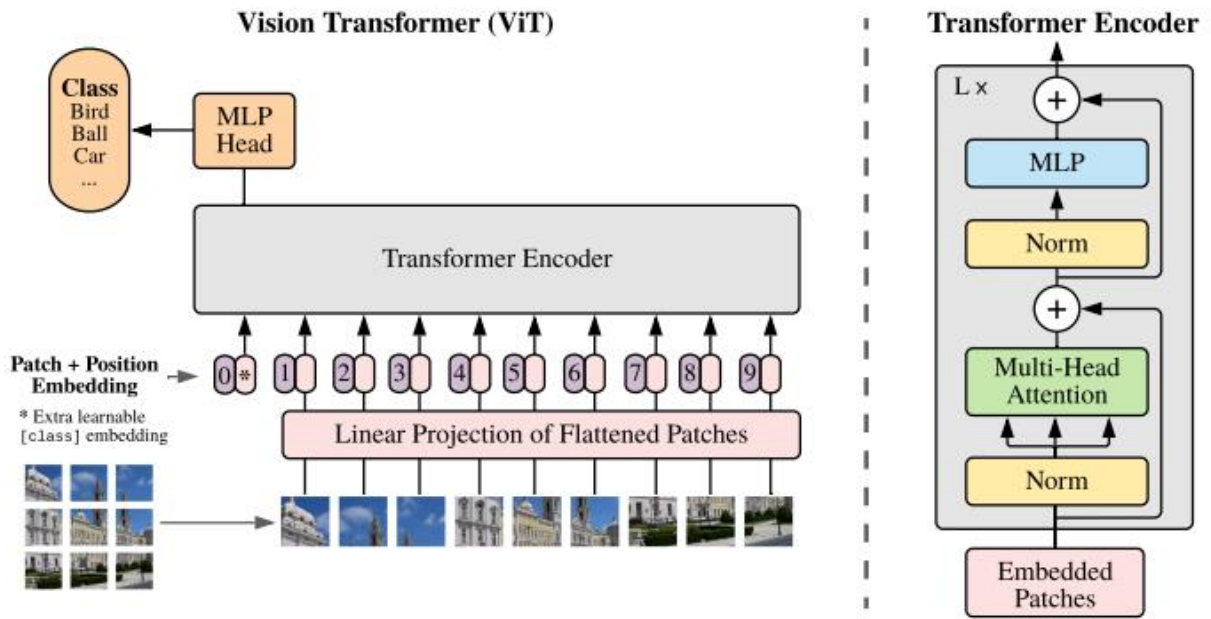 Vision Transformer (ViT)
Class
Bird
Ball
Car
...
MLP
Head
Transformer Encoder
Patch + Position
Embedding
0 * 1 2 3 4 5 6 7 8 9
* Extra learnable
[class] embedding
Linear Projection of Flattened Patches
Transformer Encoder
L x
+
MLP
Norm
+
Multi-Head
Attention
Norm
Embedded
Patches